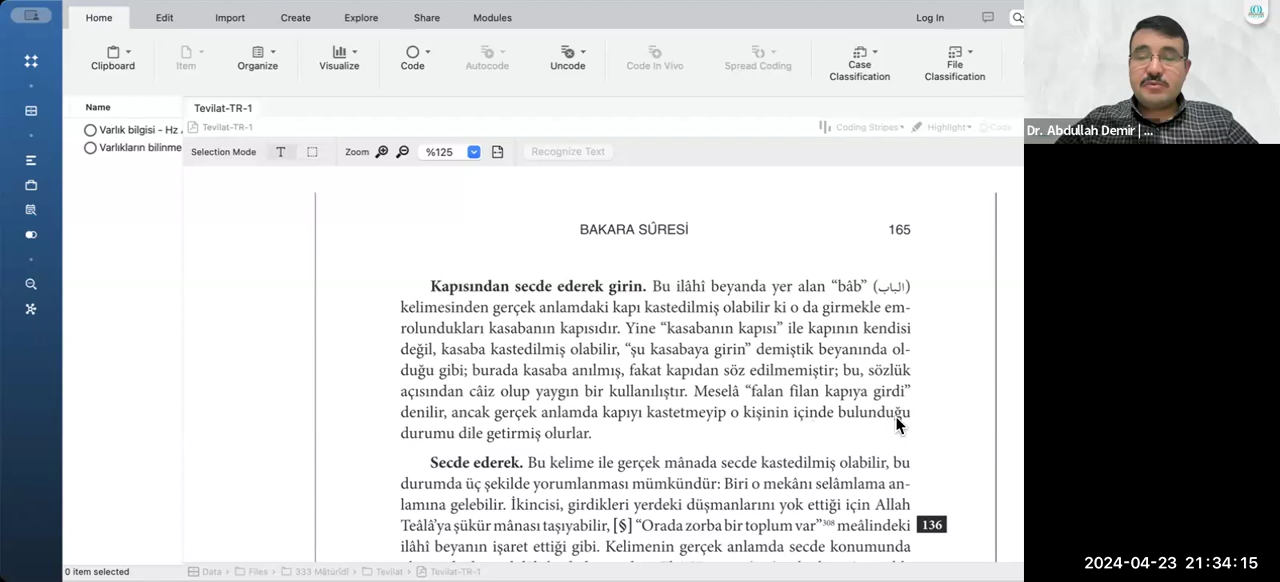 Home Edit Import Create Explore Share Modules Log In
Clipboard Item Organize Visualize Code Autocode Uncode Code In Vivo Spread Coding Case Classification File Classification
Name
Tevilat-TR-1
Varlık bilgisi - Hz
Varlıkların bilinme
Tevilat-TR-1 Coding Stripes Highlight Code
Selection Mode Zoom %125 Recognize Text
BAKARA SÛRESİ 165
Kapısından secde ederek girin. Bu ilâhî beyanda yer alan “bâb” (الباب)
kelimesinden gerçek anlamdaki kapı kastedilmiş olabilir ki o da girmekle em-
rolundukları kasabanın kapısıdır. Yine “kasabanın kapısı” ile kapının kendisi
değil, kasaba kastedilmiş olabilir, “şu kasabaya girin” demiştik beyanında ol-
duğu gibi; burada kasaba anılmış, fakat kapıdan söz edilmemiştir; bu, sözlük
açısından câiz olup yaygın bir kullanılıştır. Meselâ “falan filan kapıya girdi”
denilir, ancak gerçek anlamda kapıyı kastetmeyip o kişinin içinde bulunduğu
durumu dile getirmiş olurlar.
Secde ederek. Bu kelime ile gerçek mânada secde kastedilmiş olabilir, bu
durumda üç şekilde yorumlanması mümkündür: Biri o mekânı selâmlama an-
lamına gelebilir. İkincisi, girdikleri yerdeki düşmanlarını yok ettiği için Allah
Teâlâ’ya şükür mânası taşıyabilir, [§] “Orada zorba bir toplum var”³⁰⁸ meâlindeki 136
ilâhî beyanın işaret ettiği gibi. Kelimenin gerçek anlamda secde konumunda
0 item selected Data Files 333 Mâtürîdî Tevilat Tevilat-TR-1
Dr. Abdullah Demir | ...
2024-04-23 21:34:15